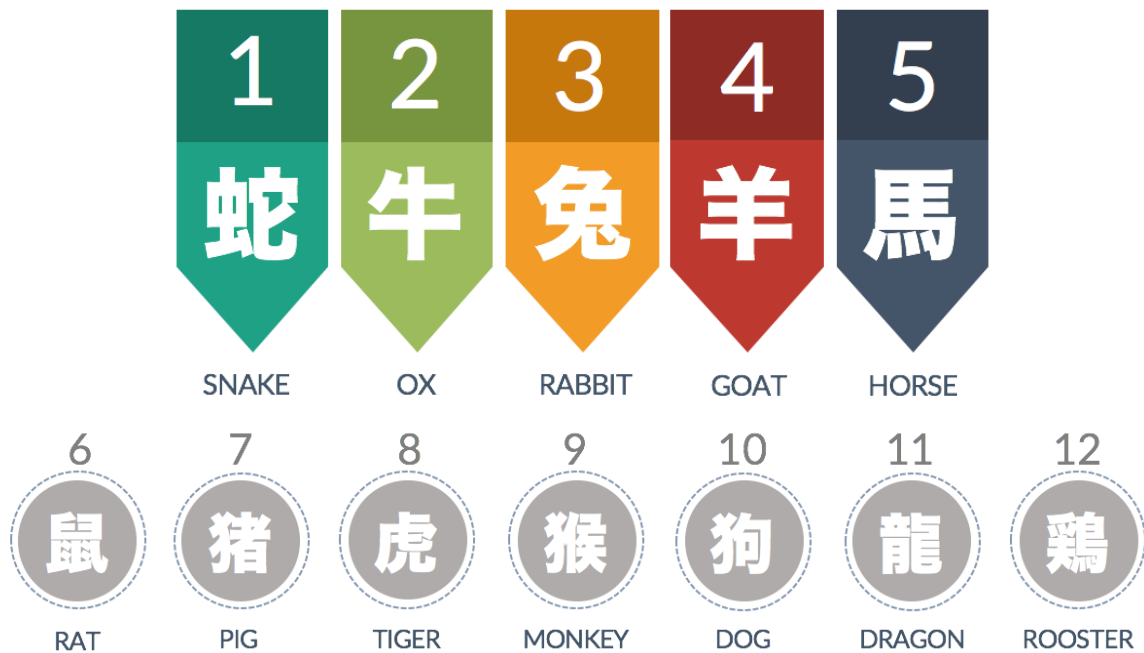 1 2 3 4 5
蛇 牛 兔 羊 馬
SNAKE OX RABBIT GOAT HORSE
6 7 8 9 10 11 12
鼠 猪 虎 猴 狗 龍 鶏
RAT PIG TIGER MONKEY DOG DRAGON ROOSTER